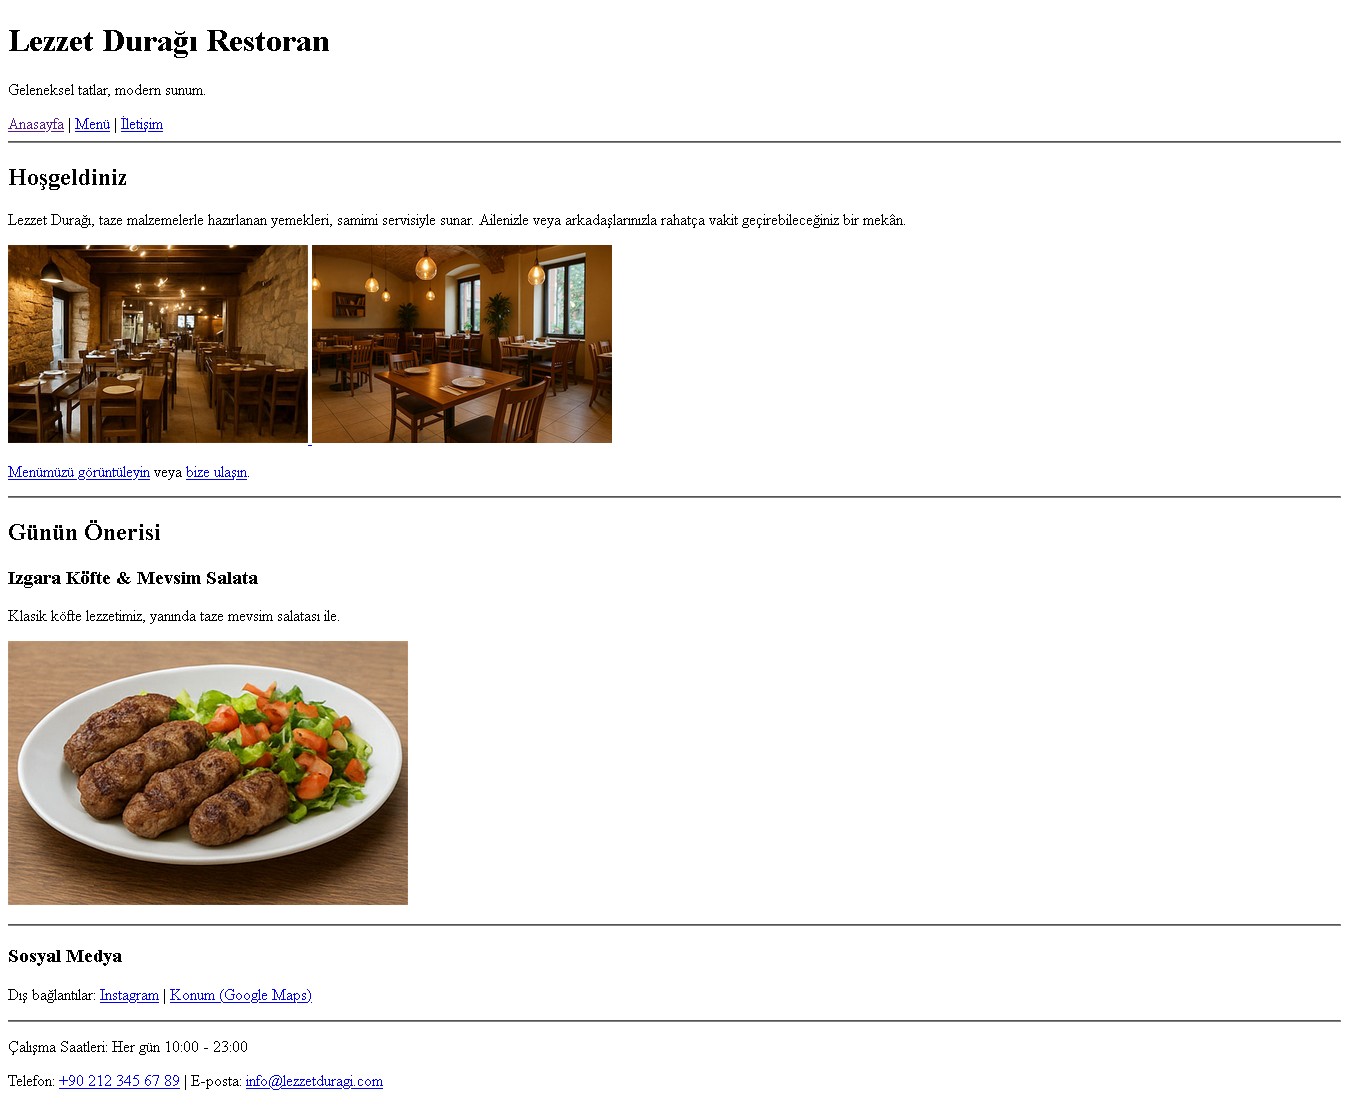 Lezzet Durağı Restoran
Geleneksel tatlar, modern sunum.
Anasayfa | Menü | İletişim
Hoşgeldiniz
Lezzet Durağı, taze malzemelerle hazırlanan yemekleri, samimi servisiyle sunar. Ailenizle veya arkadaşlarınızla rahatça vakit geçirebileceğiniz bir mekân.
Menümüzü görüntüleyin veya bize ulaşın.
Günün Önerisi
Izgara Köfte & Mevsim Salata
Klasik köfte lezzetimiz, yanında taze mevsim salatası ile.
Sosyal Medya
Dış bağlantılar: Instagram | Konum (Google Maps)
Çalışma Saatleri: Her gün 10:00 - 23:00
Telefon: +90 212 345 67 89 | E-posta: info@lezzetduragi.com